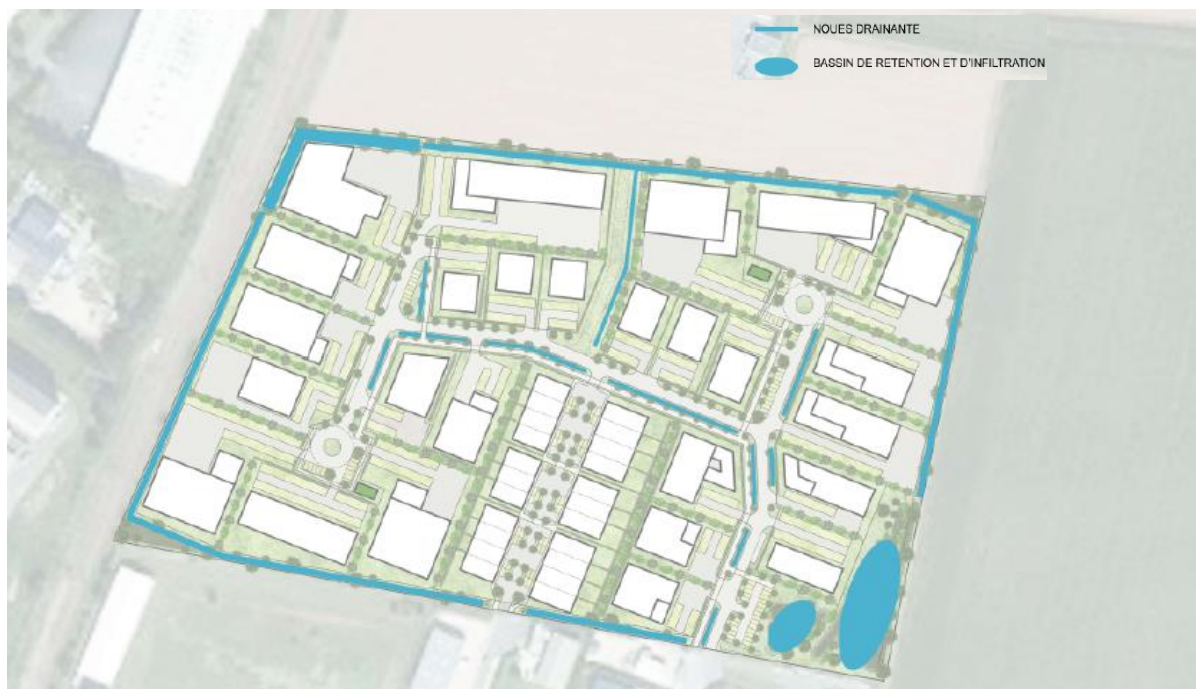 NOUES DRAINANTE
BASSIN DE RETENTION ET D'INFILTRATION